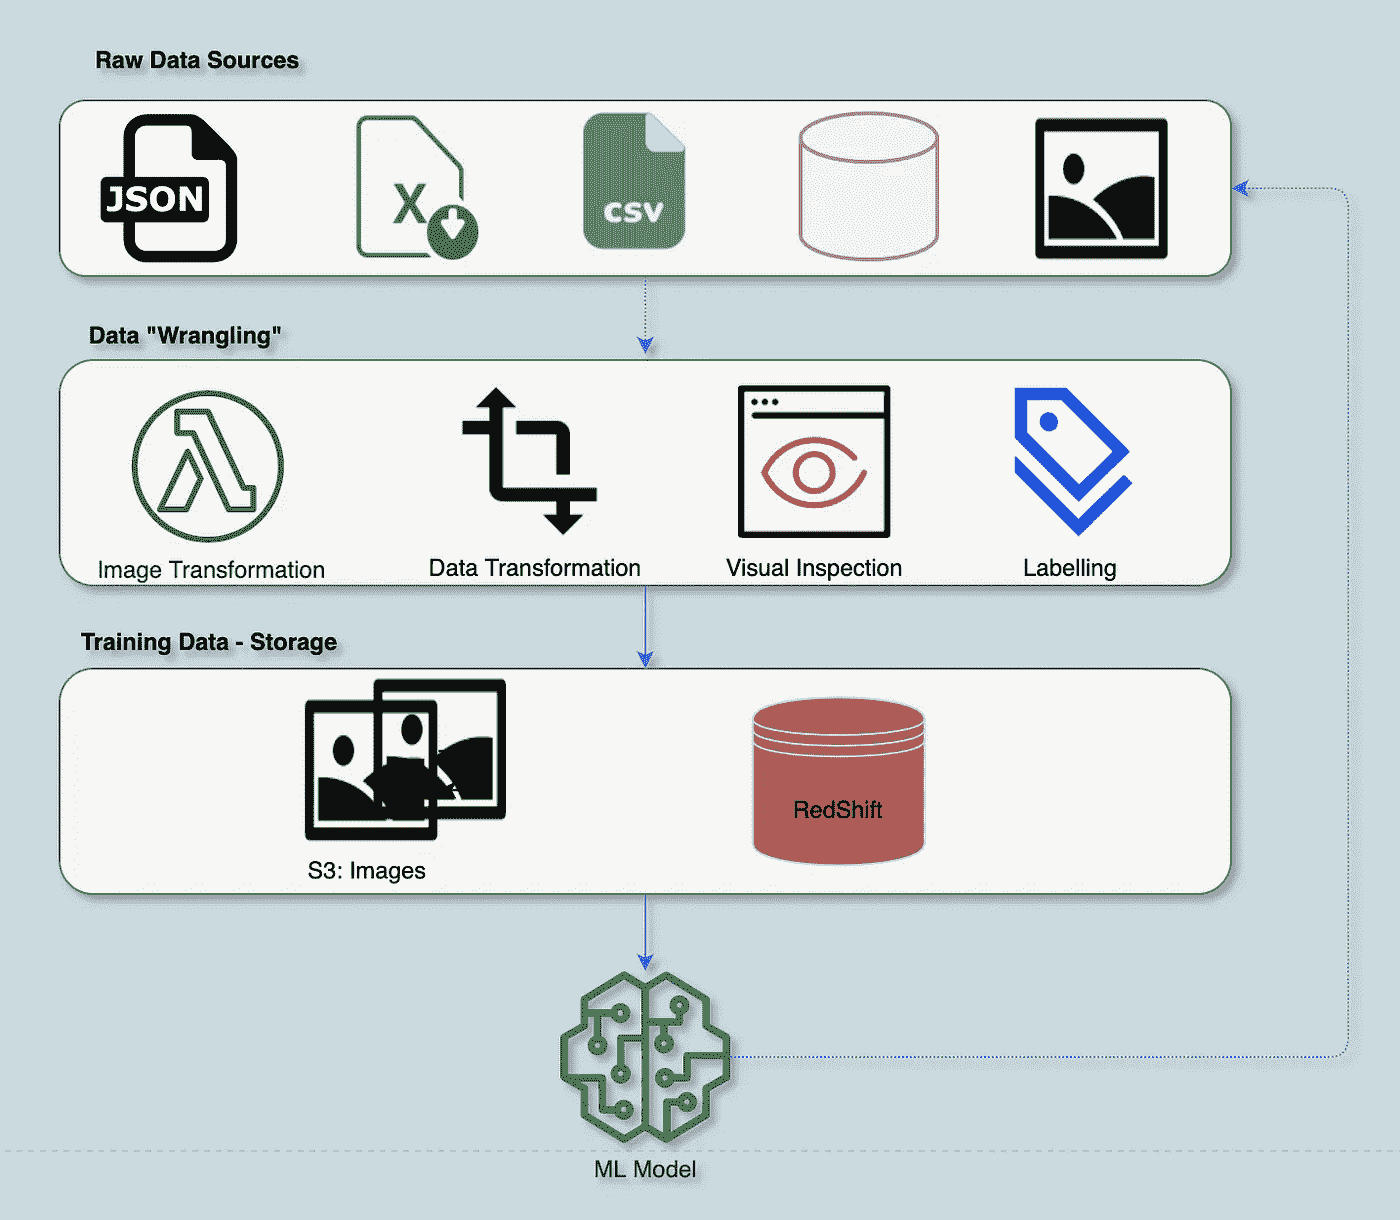 Raw Data Sources
JSON
X
CSV
Data "Wrangling"
Image Transformation
Data Transformation
Visual Inspection
Labelling
Training Data - Storage
RedShift
S3: Images
ML Model